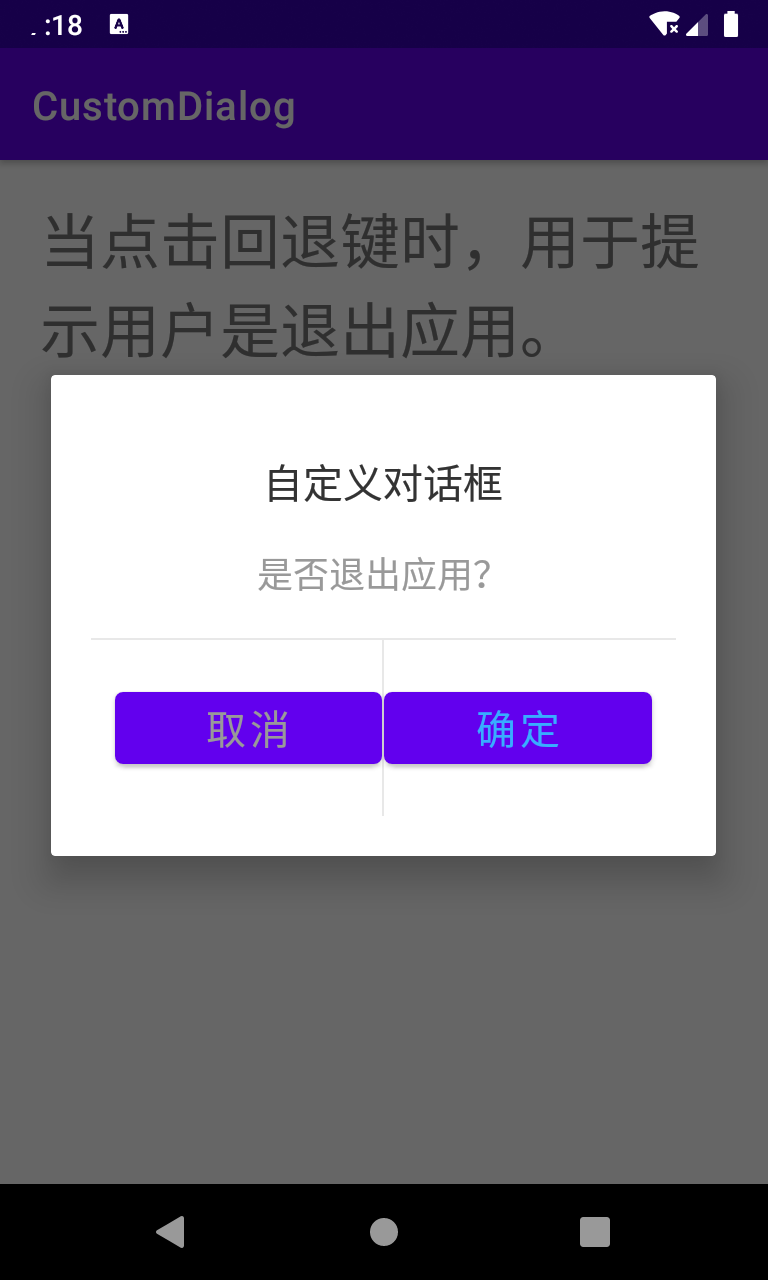 :18
CustomDialog
当点击回退键时，用于提
示用户是退出应用。
自定义对话框
是否退出应用？
取消 确定